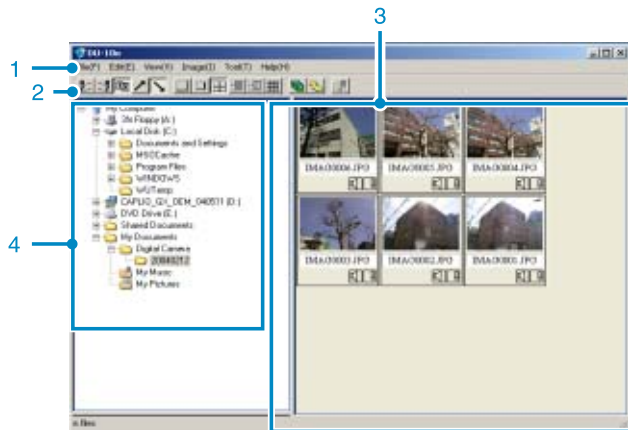 3
DU-10x
1
File(F) Edit(E) View(V) Image(I) Tool(T) Help(H)
2
My Computer
3½ Floppy (A:)
Local Disk (C:)
Documents and Settings
MSOCache
Program Files
WINDOWS
WUTemp
CAPLIO_GX_OEM_040511 (D:)
DVD Drive (E:)
Shared Documents
My Documents
Digital Camera
20040212
My Music
My Pictures
4
IMA00006.JPG IMA00005.JPG IMA00004.JPG
IMA00003.JPG IMA00002.JPG IMA00001.JPG